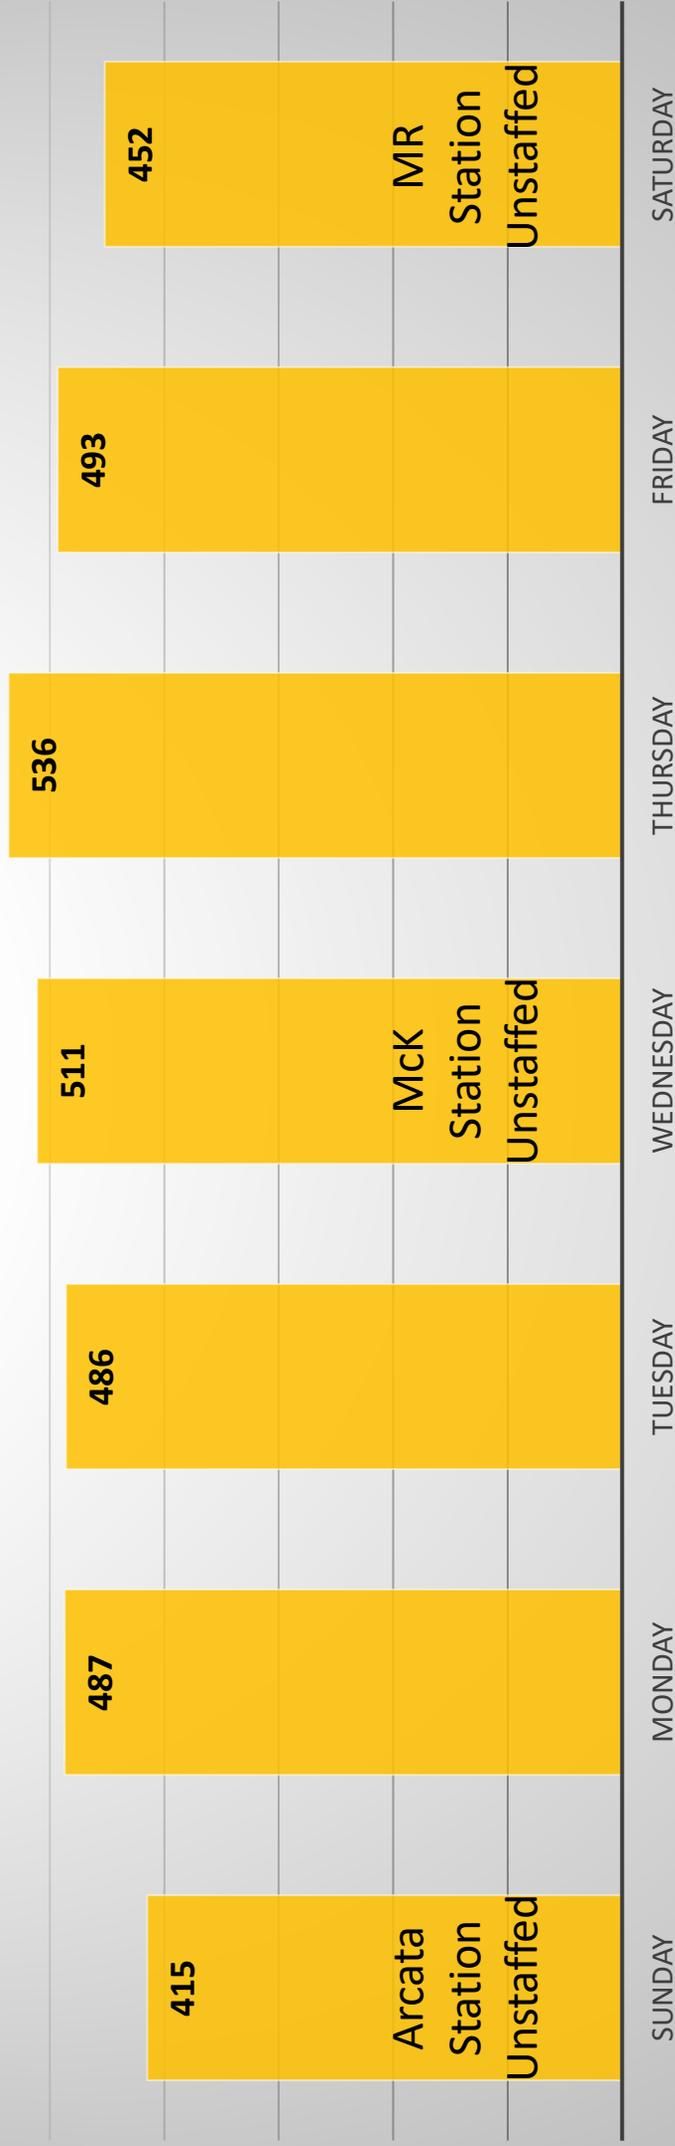 415
487
486
511
536
493
452
Arcata
Station
Unstaffed
McK
Station
Unstaffed
MR
Station
Unstaffed
SUNDAY
MONDAY
TUESDAY
WEDNESDAY
THURSDAY
FRIDAY
SATURDAY